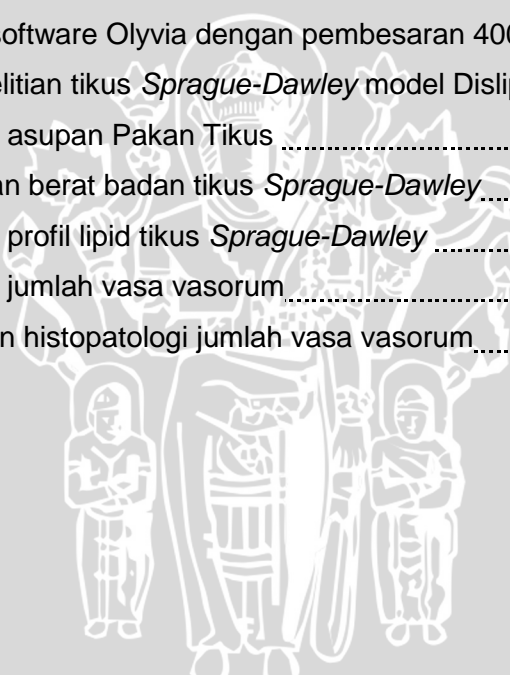 software Olyvia dengan pembesaran 400
elitian tikus Sprague-Dawley model Dislip
asupan Pakan Tikus ................................
an berat badan tikus Sprague-Dawley....
profil lipid tikus Sprague-Dawley ..........
jumlah vasa vasorum................................
n histopatologi jumlah vasa vasorum.....